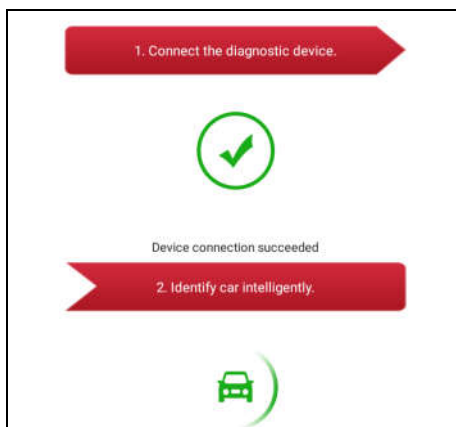 1. Connect the diagnostic device.
Device connection succeeded
2. Identify car intelligently.